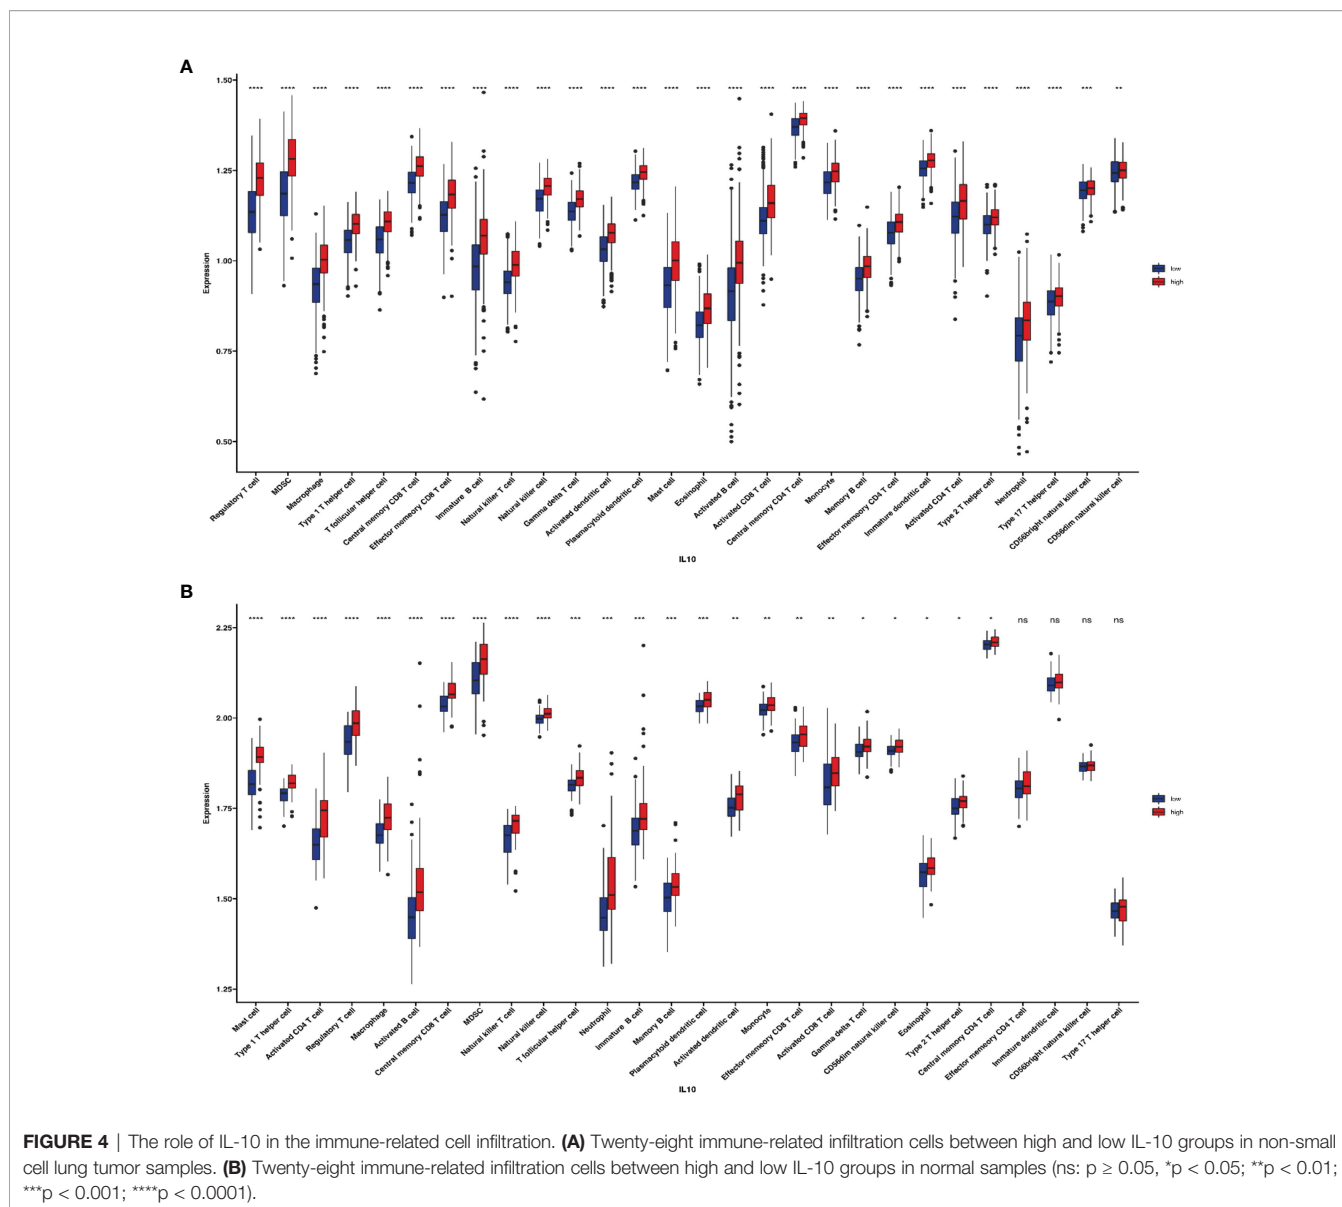 A
1.50
1.25
1.00
0.75
0.50
Expression
**** **** **** **** **** **** **** **** **** **** **** **** **** **** **** **** **** **** **** **** **** **** **** **** **** **** *** **
low
high
Regulatory T cell
MDSC
Macrophage
Type 1 T helper cell
T follicular helper cell
Central memory CD8 T cell
Effector memory CD8 T cell
Immature B cell
Natural killer T cell
Natural killer cell
Gamma delta T cell
Activated dendritic cell
Plasmacytoid dendritic cell
Mast cell
Eosinophil
Activated B cell
Activated CD8 T cell
Central memory CD4 T cell
Monocyte
Memory B cell
Effector memory CD4 T cell
Immature dendritic cell
Activated CD4 T cell
Type 2 T helper cell
Neutrophil
Type 17 T helper cell
CD56bright natural killer cell
CD56dim natural killer cell
IL10
B
2.25
2.00
1.75
1.50
1.25
Expression
**** **** **** **** **** **** **** **** **** **** *** *** *** *** *** ** ** ** ** * * * * * ns ns ns ns
low
high
Mast cell
Type 1 T helper cell
Activated CD4 T cell
Regulatory T cell
Macrophage
Activated B cell
Central memory CD8 T cell
MDSC
Natural killer T cell
Natural killer cell
T follicular helper cell
Neutrophil
Immature B cell
Memory B cell
Plasmacytoid dendritic cell
Activated dendritic cell
Monocyte
Effector memory CD8 T cell
Activated CD8 T cell
Gamma delta T cell
CD56dim natural killer cell
Eosinophil
Type 2 T helper cell
Central memory CD4 T cell
Effector memory CD4 T cell
Immature dendritic cell
CD56bright natural killer cell
Type 17 T helper cell
IL10
FIGURE 4 | The role of IL-10 in the immune-related cell infiltration. (A) Twenty-eight immune-related infiltration cells between high and low IL-10 groups in non-small
cell lung tumor samples. (B) Twenty-eight immune-related infiltration cells between high and low IL-10 groups in normal samples (ns: p ≥ 0.05, *p < 0.05; **p < 0.01;
***p < 0.001; ****p < 0.0001).